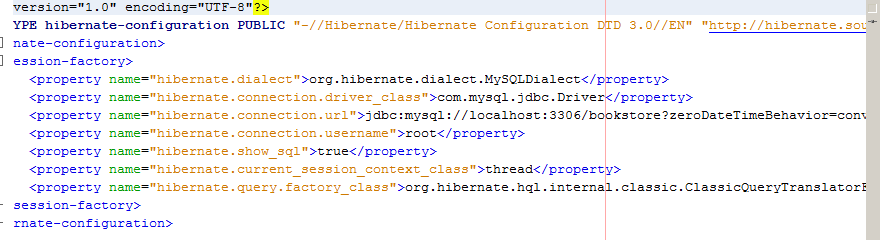 version="1.0" encoding="UTF-8"?>
YPE hibernate-configuration PUBLIC "-//Hibernate/Hibernate Configuration DTD 3.0//EN" "http://hibernate.sou
nate-configuration>
ession-factory>
<property name="hibernate.dialect">org.hibernate.dialect.MySQLDialect</property>
<property name="hibernate.connection.driver_class">com.mysql.jdbc.Driver</property>
<property name="hibernate.connection.url">jdbc:mysql://localhost:3306/bookstore?zeroDateTimeBehavior=conv
<property name="hibernate.connection.username">root</property>
<property name="hibernate.show_sql">true</property>
<property name="hibernate.current_session_context_class">thread</property>
<property name="hibernate.query.factory_class">org.hibernate.hql.internal.classic.ClassicQueryTranslatorF
session-factory>
rnate-configuration>